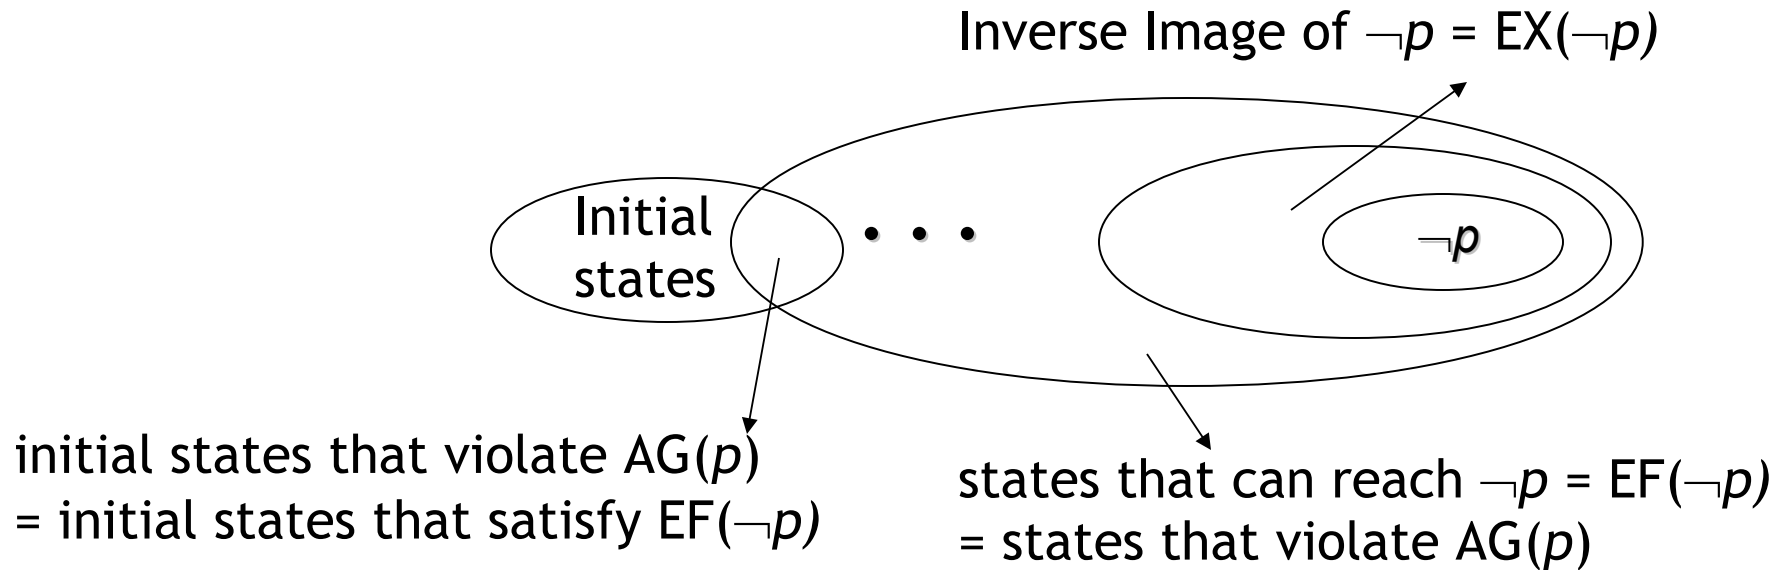 Inverse Image of ¬p = EX(¬p)
Initial
states
• • •
¬p
initial states that violate AG(p)
= initial states that satisfy EF(¬p)
states that can reach ¬p = EF(¬p)
= states that violate AG(p)